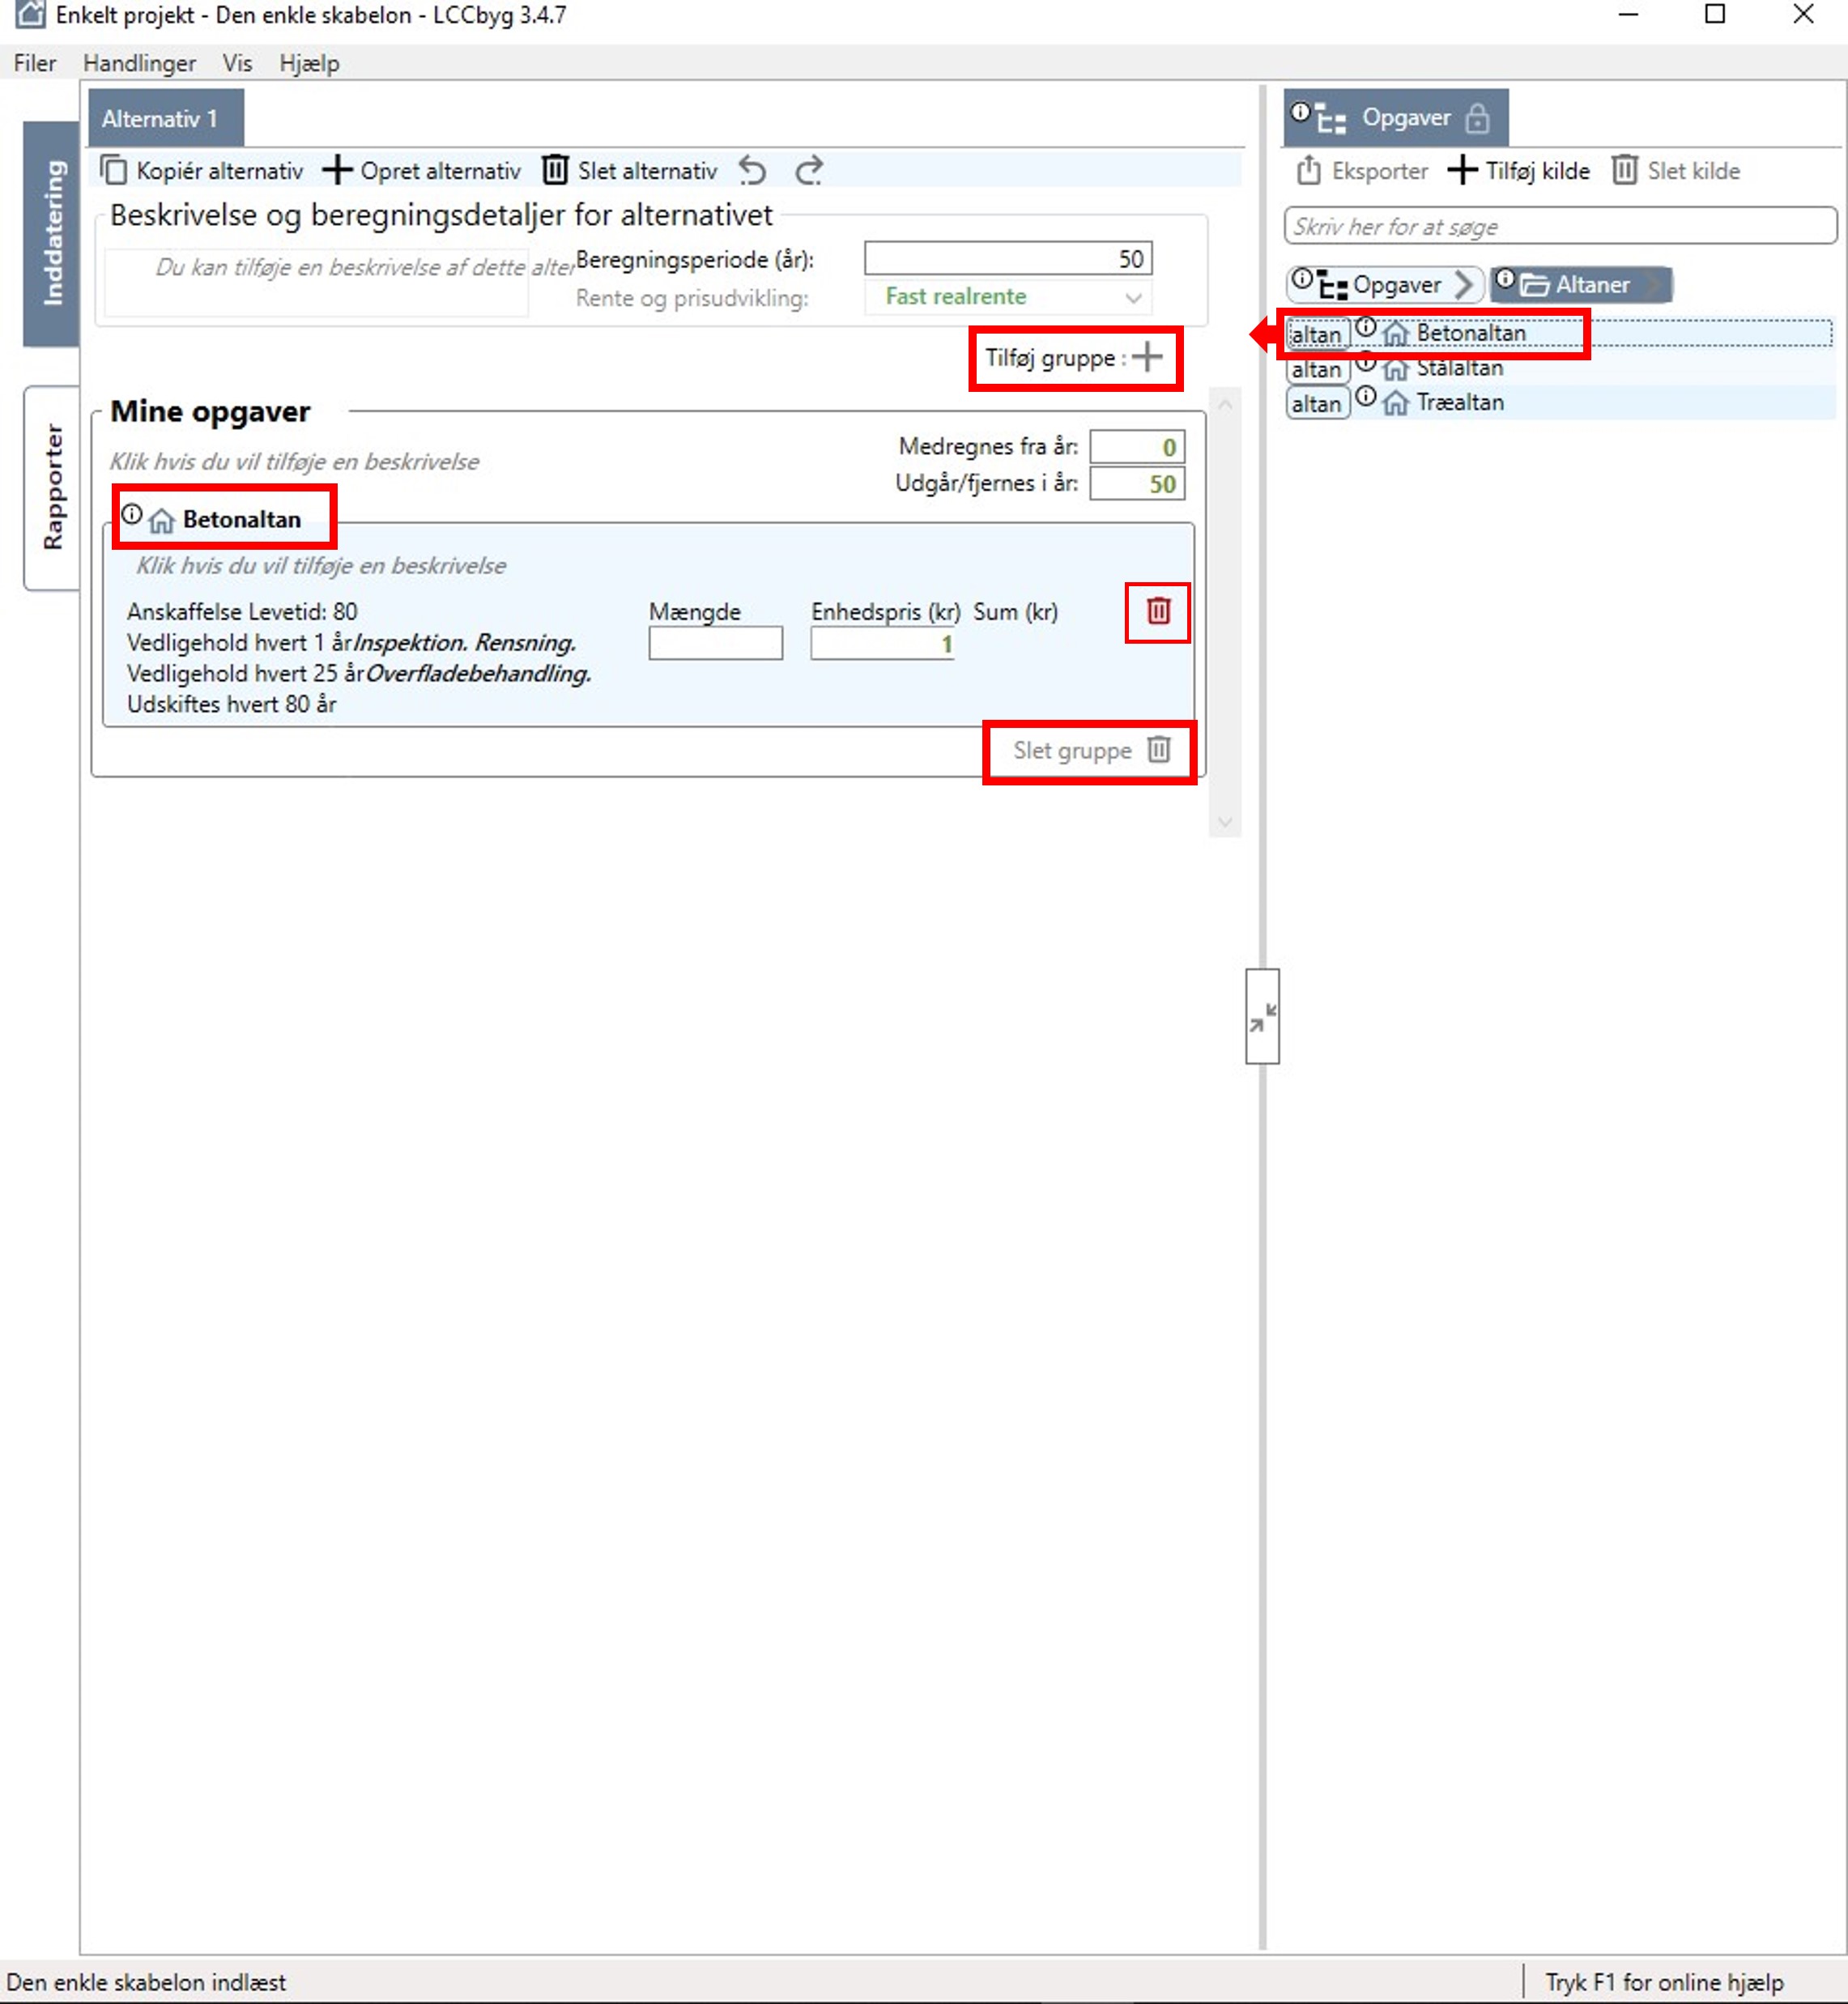 Enkelt projekt - Den enkle skabelon - LCCbyg 3.4.7
Filer Handlinger Vis Hjælp
Inddatering
Rapporter
Alternativ 1
Kopiér alternativ Opret alternativ Slet alternativ
Beskrivelse og beregningsdetaljer for alternativet
Du kan tilføje en beskrivelse af dette alter
Beregningsperiode (år): 50
Rente og prisudvikling: Fast realrente
Tilføj gruppe :
Mine opgaver
Klik hvis du vil tilføje en beskrivelse
Medregnes fra år: 0
Udgår/fjernes i år: 50
Betonaltan
Klik hvis du vil tilføje en beskrivelse
Anskaffelse Levetid: 80 Mængde Enhedspris (kr) Sum (kr)
Vedligehold hvert 1 årInspektion. Rensning. 1
Vedligehold hvert 25 årOverfladebehandling.
Udskiftes hvert 80 år
Slet gruppe
Opgaver
Eksporter Tilføj kilde Slet kilde
Skriv her for at søge
Opgaver Altaner
altan Betonaltan
altan Stålaltan
altan Træaltan
Den enkle skabelon indlæst
Tryk F1 for online hjælp